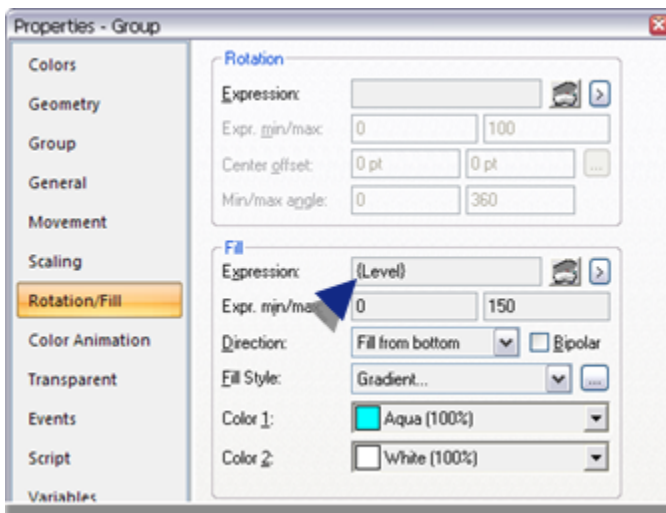 Properties - Group
Colors
Geometry
Group
General
Movement
Scaling
Rotation/Fill
Color Animation
Transparent
Events
Script
Variables
Rotation
Expression:
Expr. min/max: 0 100
Center offset: 0 pt 0 pt ...
Min/max angle: 0 360
Fill
Expression: {Level}
Expr. min/max 0 150
Direction: Fill from bottom Bipolar
Fill Style: Gradient... ...
Color 1: Aqua (100%)
Color 2: White (100%)